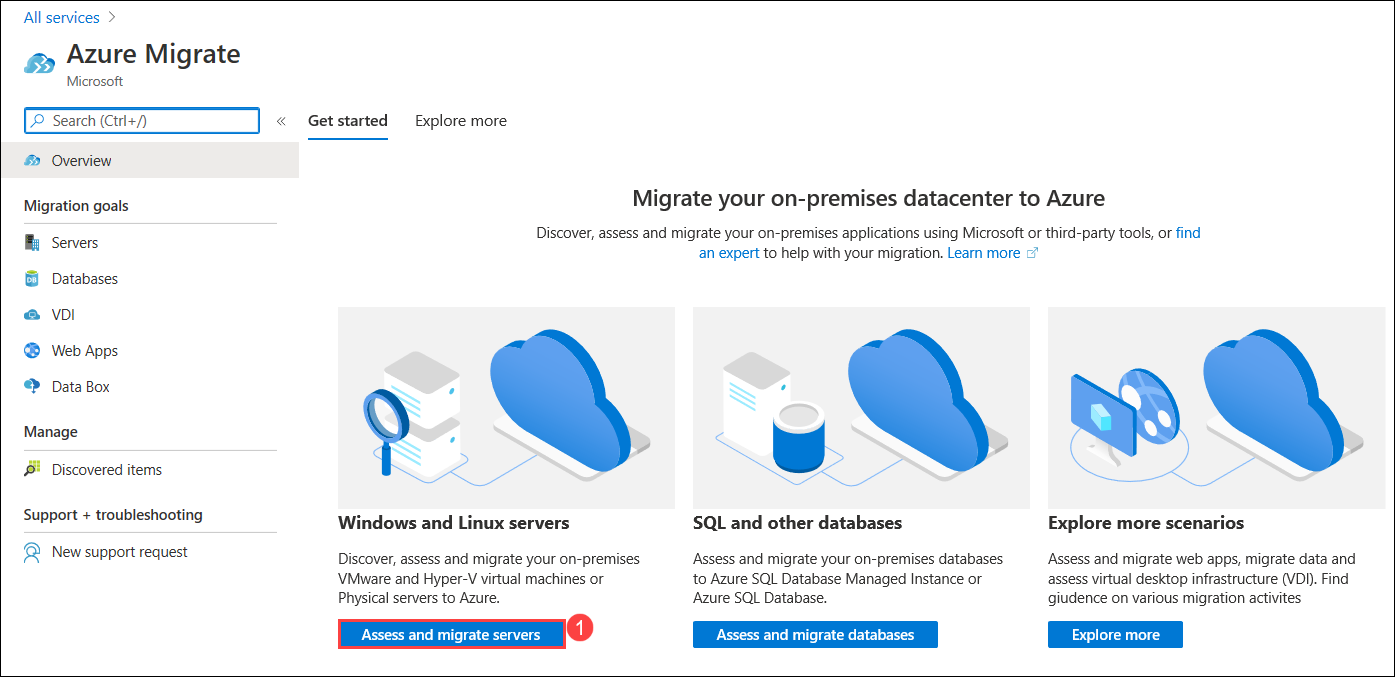 All services
Azure Migrate
Microsoft
Search (Ctrl+/)
«
Overview
Migration goals
Servers
DB
Databases
VDI
Web Apps
Data Box
Manage
Discovered items
Support + troubleshooting
New support request
Get started
Explore more
Migrate your on-premises datacenter to Azure
Discover, assess and migrate your on-premises applications using Microsoft or third-party tools, or find
an expert to help with your migration. Learn more
Windows and Linux servers
Discover, assess and migrate your on-premises
VMware and Hyper-V virtual machines or
Physical servers to Azure.
Assess and migrate servers
1
SQL and other databases
Assess and migrate your on-premises databases
to Azure SQL Database Managed Instance or
Azure SQL Database.
Assess and migrate databases
Explore more scenarios
Assess and migrate web apps, migrate data and
assess virtual desktop infrastructure (VDI). Find
giudence on various migration activites
Explore more